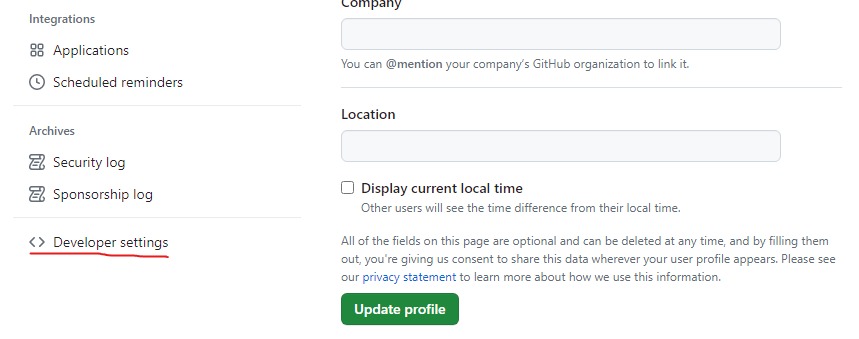 Integrations
Applications
Scheduled reminders
Archives
Security log
Sponsorship log
Developer settings
Company
You can @mention your company's GitHub organization to link it.
Location
Display current local time
Other users will see the time difference from their local time.
All of the fields on this page are optional and can be deleted at any time, and by filling them
out, you're giving us consent to share this data wherever your user profile appears. Please see
our privacy statement to learn more about how we use this information.
Update profile